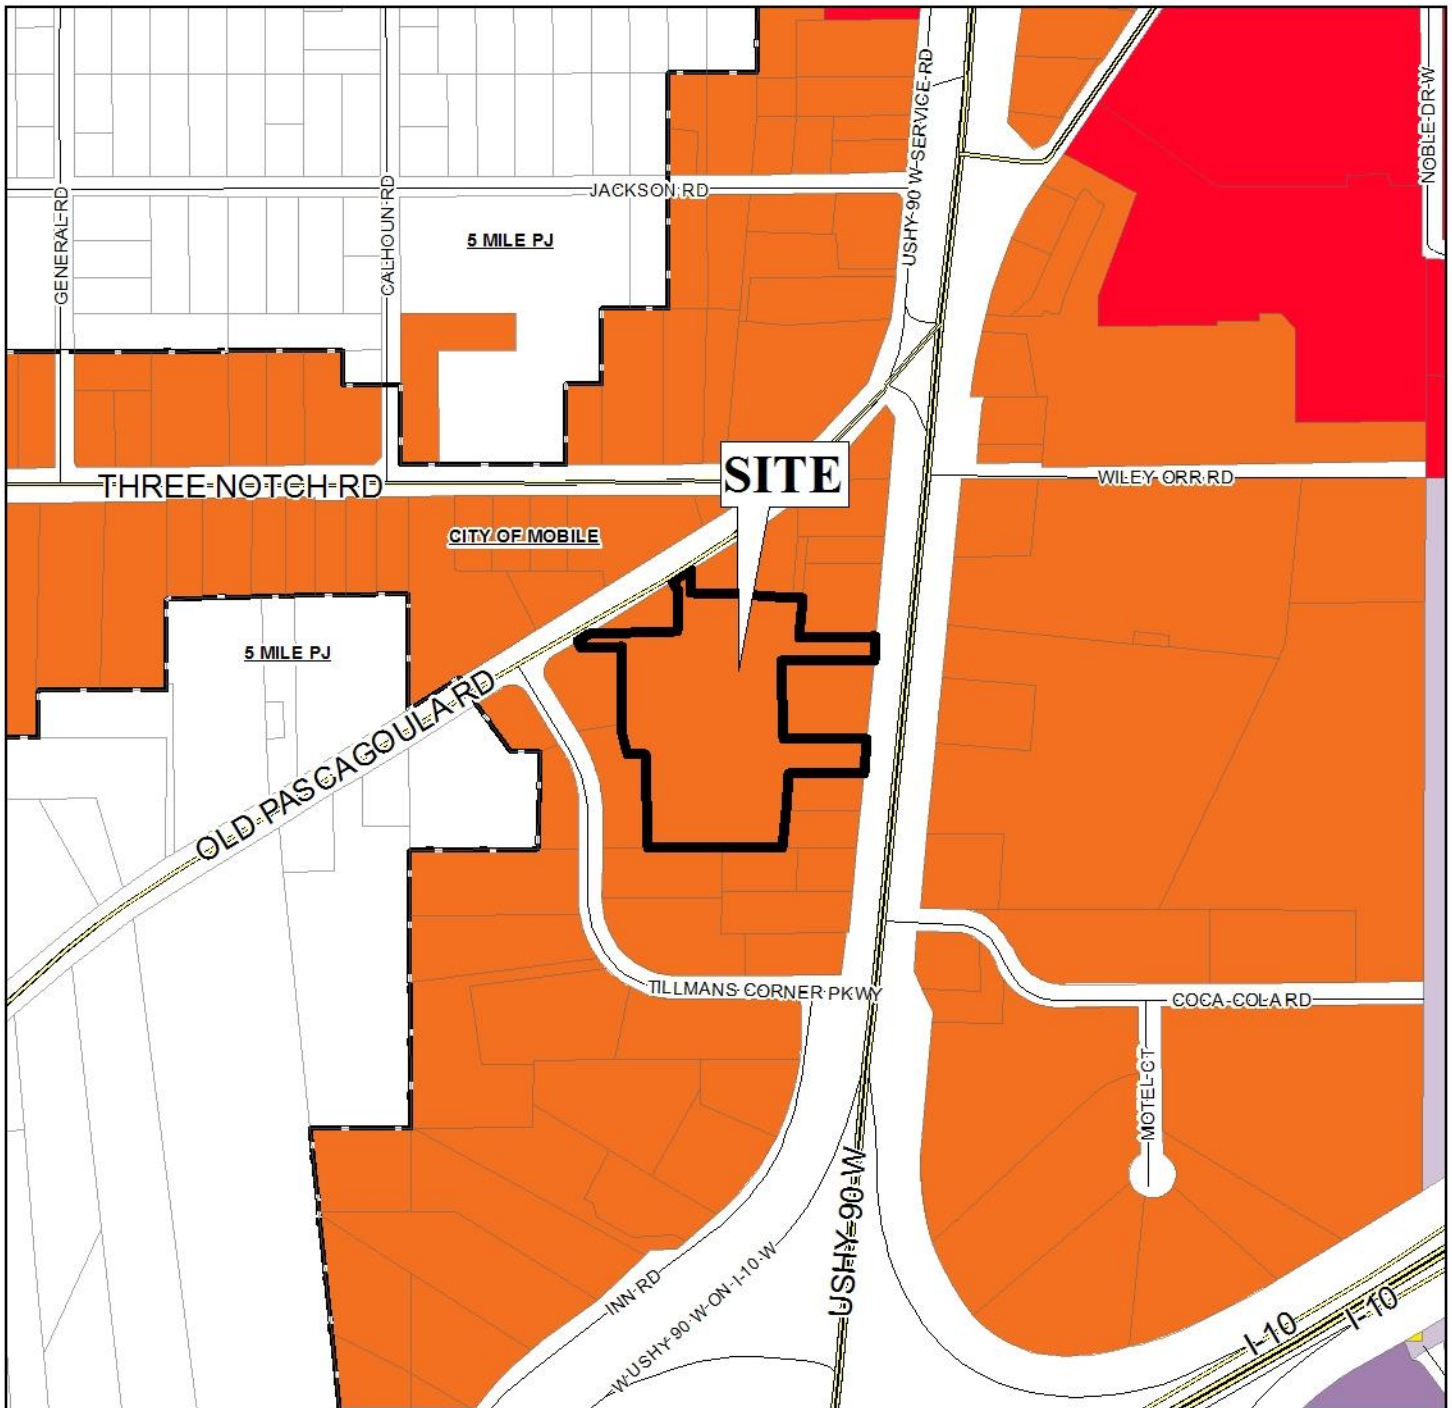 USHY-90 W-SERVICE-RD
NOBLE-DR-W
JACKSON RD
GENERAL-RD
CALHOUN-RD
5 MILE PJ
SITE
THREE-NOTCH-RD
WILEY ORR RD
CITY OF MOBILE
5 MILE PJ
OLD PASCAGOULA RD
TILLMANS CORNER PKWY
COCA-COLA RD
MOTEL-CT
USHY-90-W
INN-RD
W-USHY-90 W-ON-I-10-W
I-10
I-10